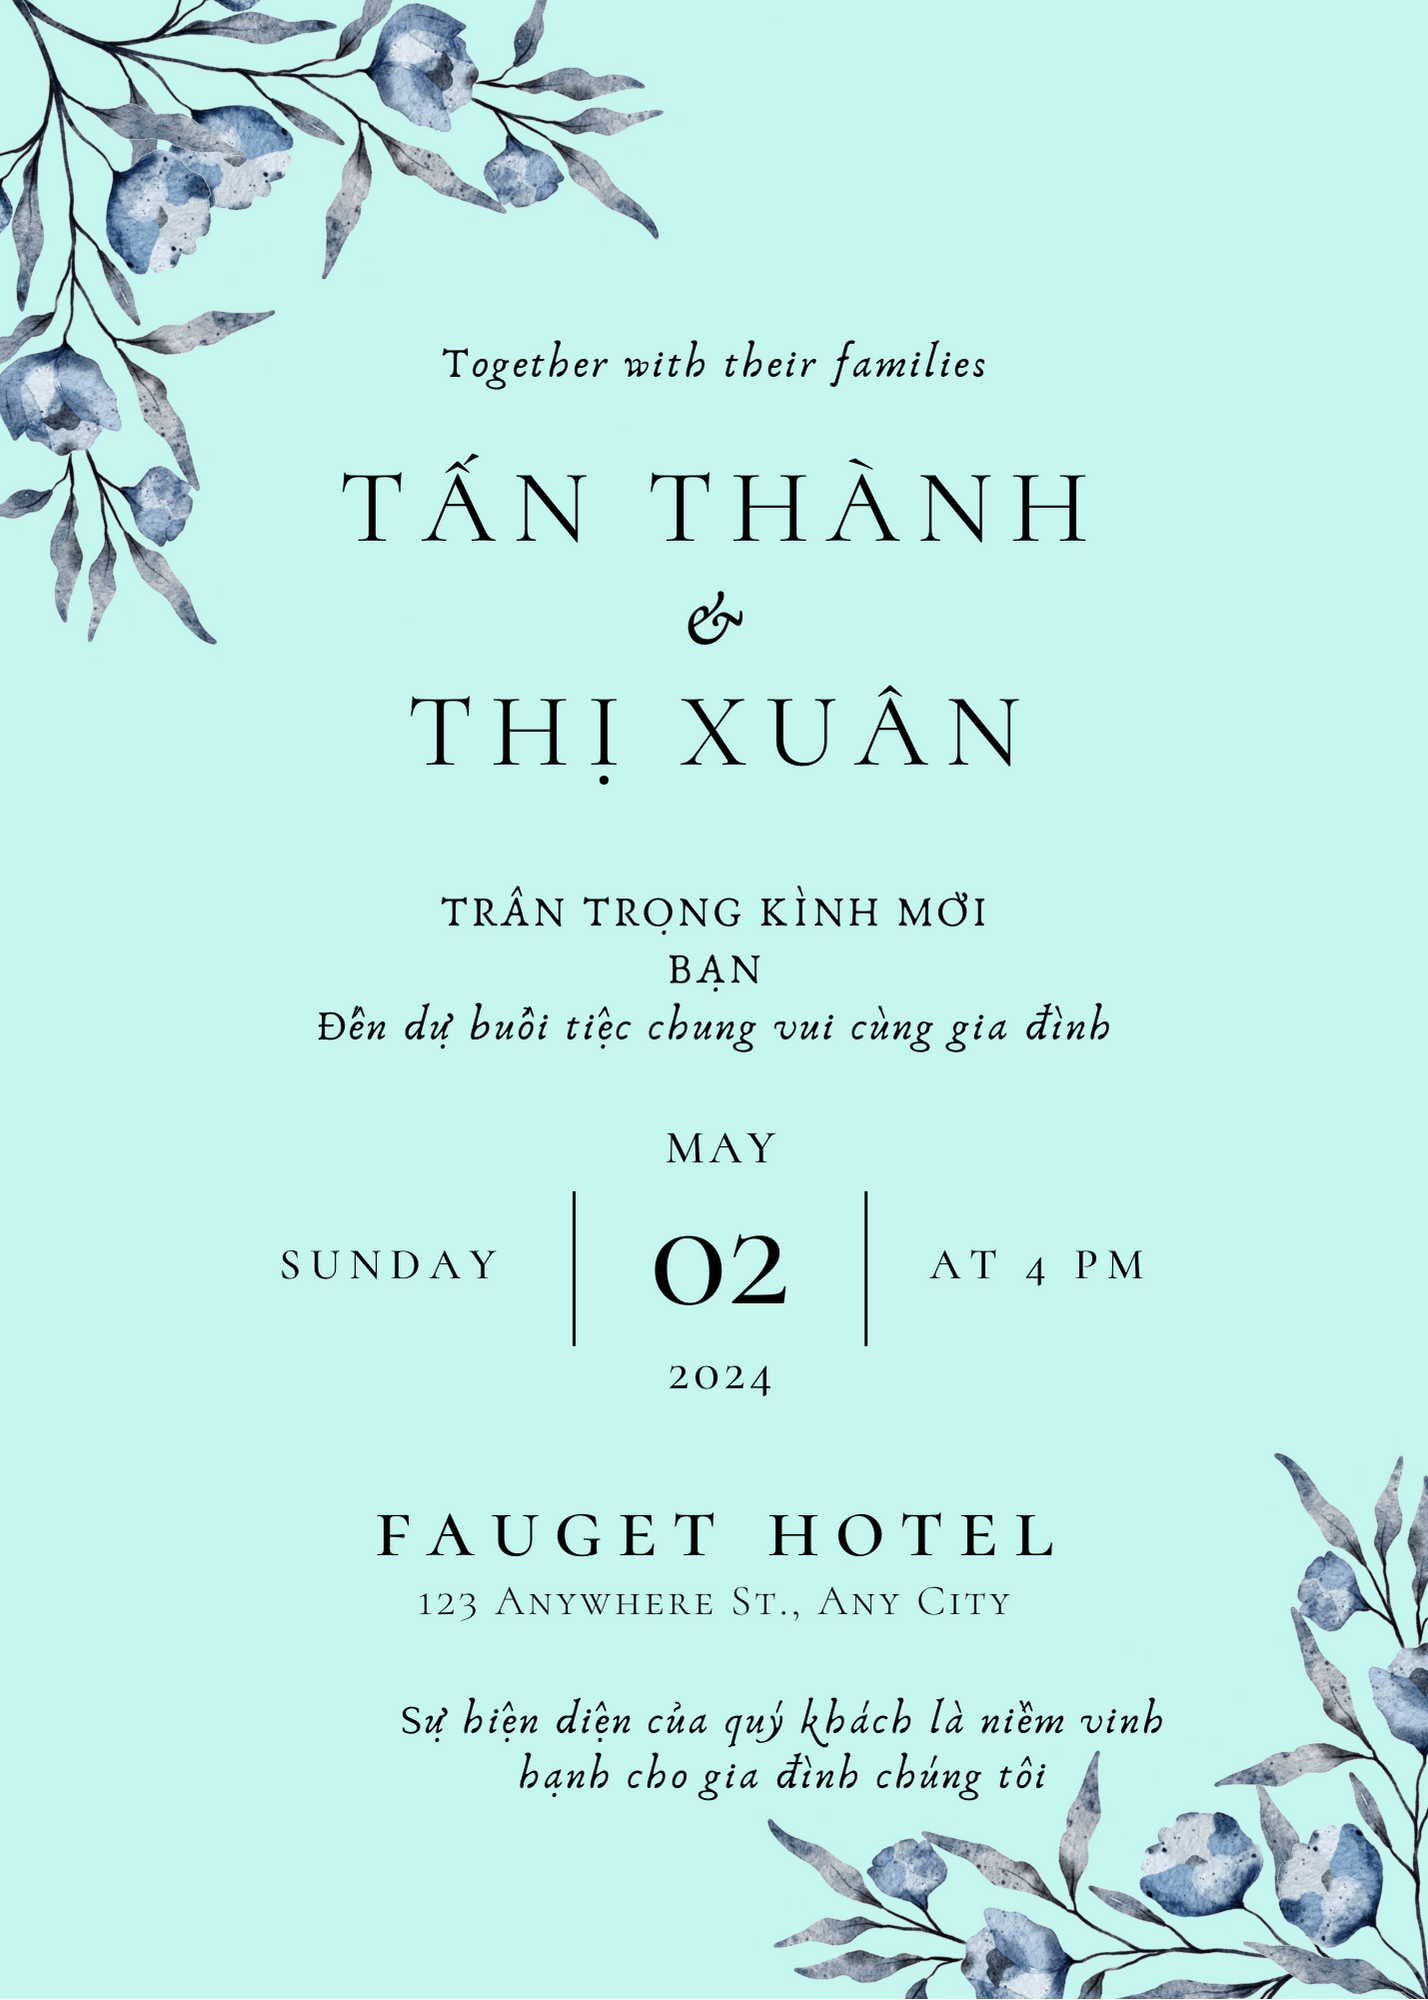 Together with their families
TẤN THÀNH
&
THỊ XUÂN
TRÂN TRỌNG KÌNH MỜI
BẠN
Đến dự buổi tiệc chung vui cùng gia đình
MAY
SUNDAY
02
AT 4 PM
2024
FAUGET HOTEL
123 ANYWHERE ST., ANY CITY
Sự hiện diện của quý khách là niềm vinh
hạnh cho gia đình chúng tôi